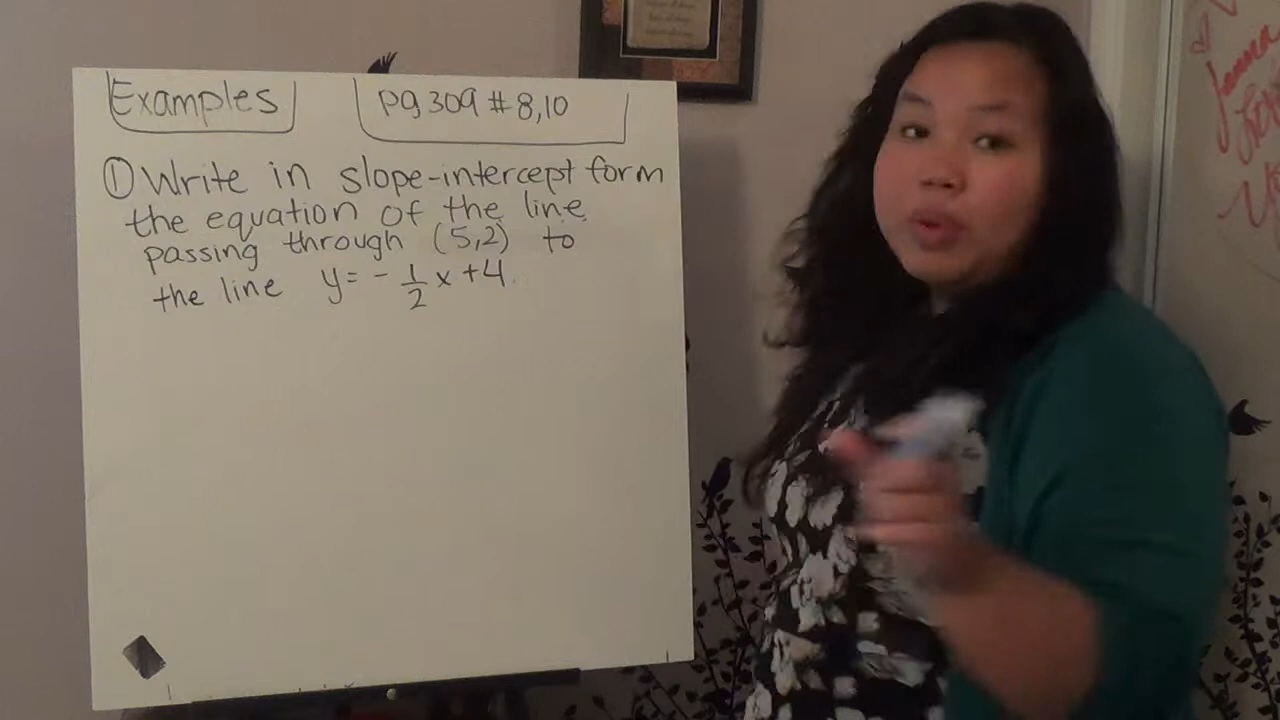 Examples
pg 309 #8,10
① Write in slope-intercept form
the equation of the line
passing through (5,2) to
the line y= -1/2 x +4.